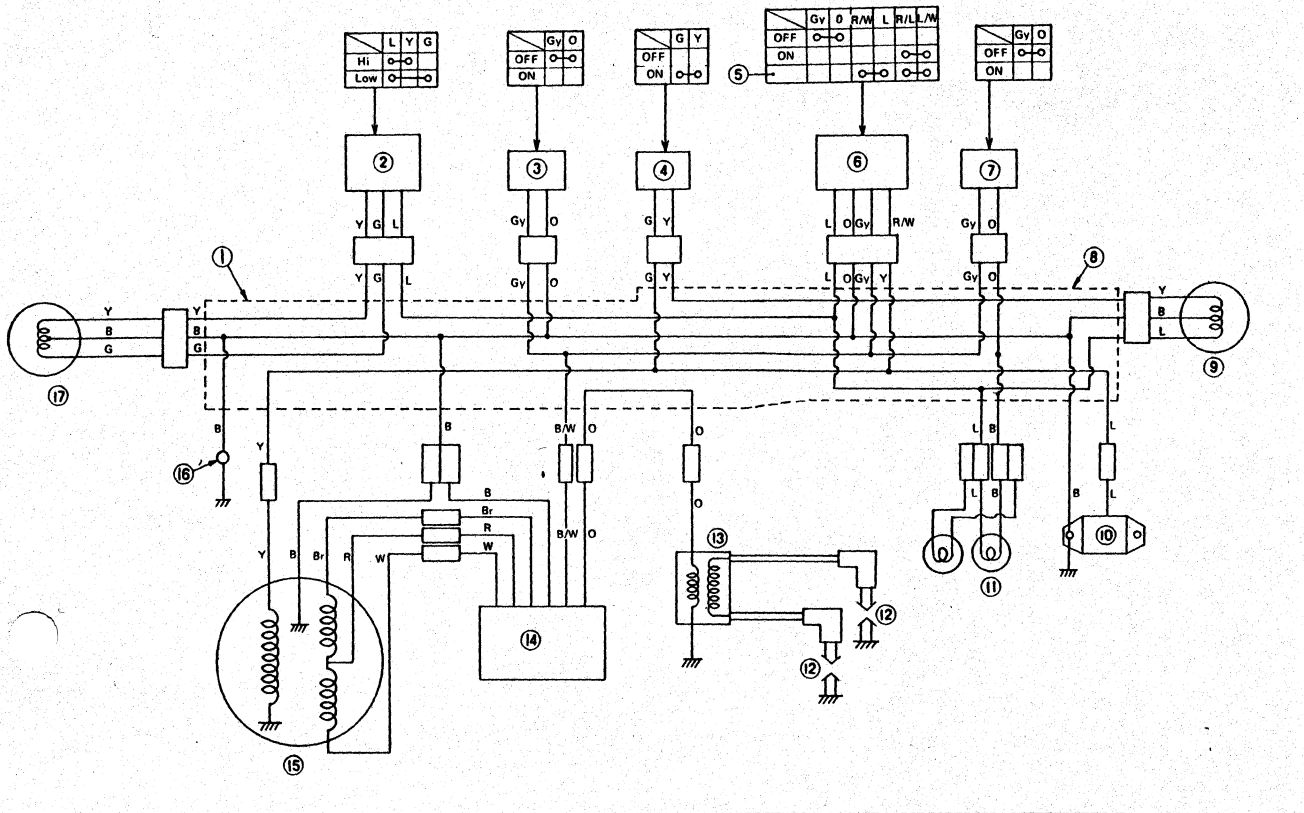 L Y G
Hi
Low
Gy O
OFF
ON
G Y
OFF
ON
Gy O R/W L R/L L/W
OFF
ON
5
Gy O
OFF
ON
2
3
4
6
7
Y G L
Gy O
G Y
L O Gy R/W
Gy O
1
Y G L
Gy O
G Y
L O Gy Y
Gy O
8
Y Y
B B
G G
Y
B
L
17
9
B
Y
B
B/W O
O
L B
L
16
B
Br
R
W
Y B Br R W
B/W O
O
L B
B
L
13
10
11
12
14
12
15